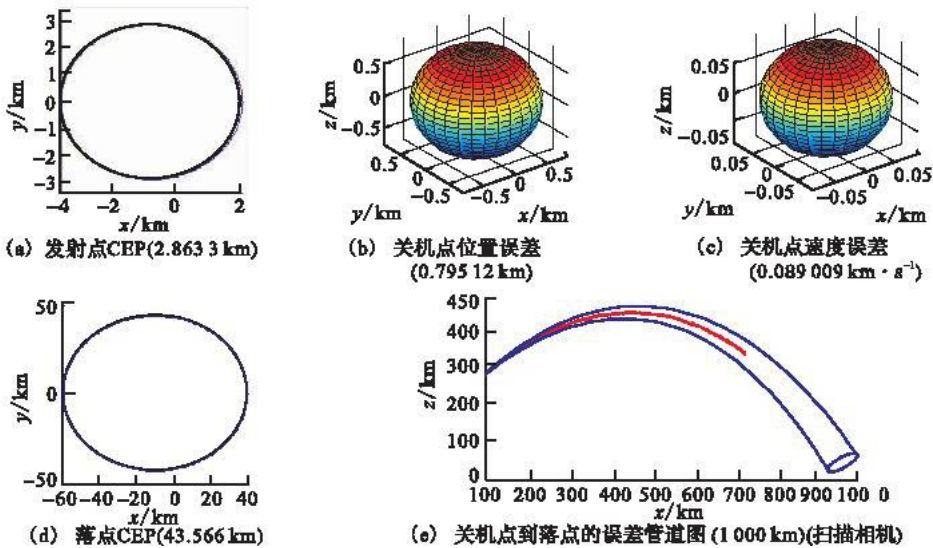 3
2
1
0
-1
-2
-3
y/km
-4 -2 0 2
x/km
(a) 发射点CEP(2.863 3 km)
0.5
0
-0.5
z/km
0.5 0 -0.5
-0.5 0 0.5
y/km x/km
(b) 关机点位置误差
(0.795 12 km)
0.05
0
-0.05
z/km
0.05 0 -0.05
-0.05 0 0.05
y/km x/km
(c) 关机点速度误差
(0.089 009 km · s⁻¹)
50
0
-50
y/km
-60 -40 -20 0 20 40
x/km
(d) 落点CEP(43.566 km)
450
400
300
200
100
0
z/km
100 200 300 400 500 600 700 800 900 100 0
x/km
(e) 关机点到落点的误差管道图 (1 000 km)(扫描相机)